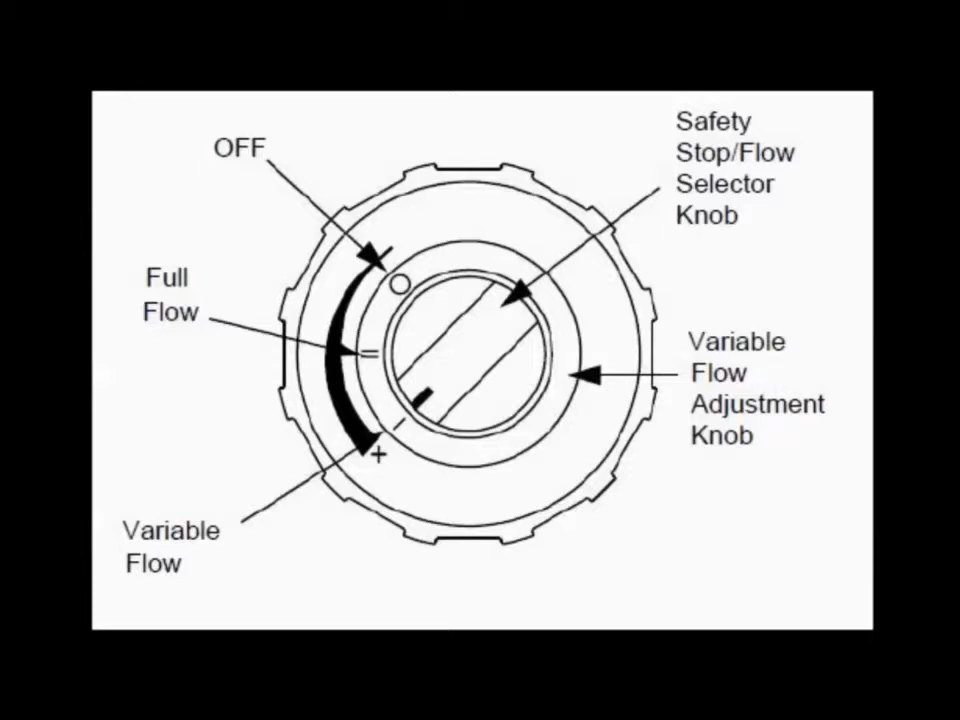 OFF
Safety
Stop/Flow
Selector
Knob
Full
Flow
Variable
Flow
Adjustment
Knob
+
Variable
Flow